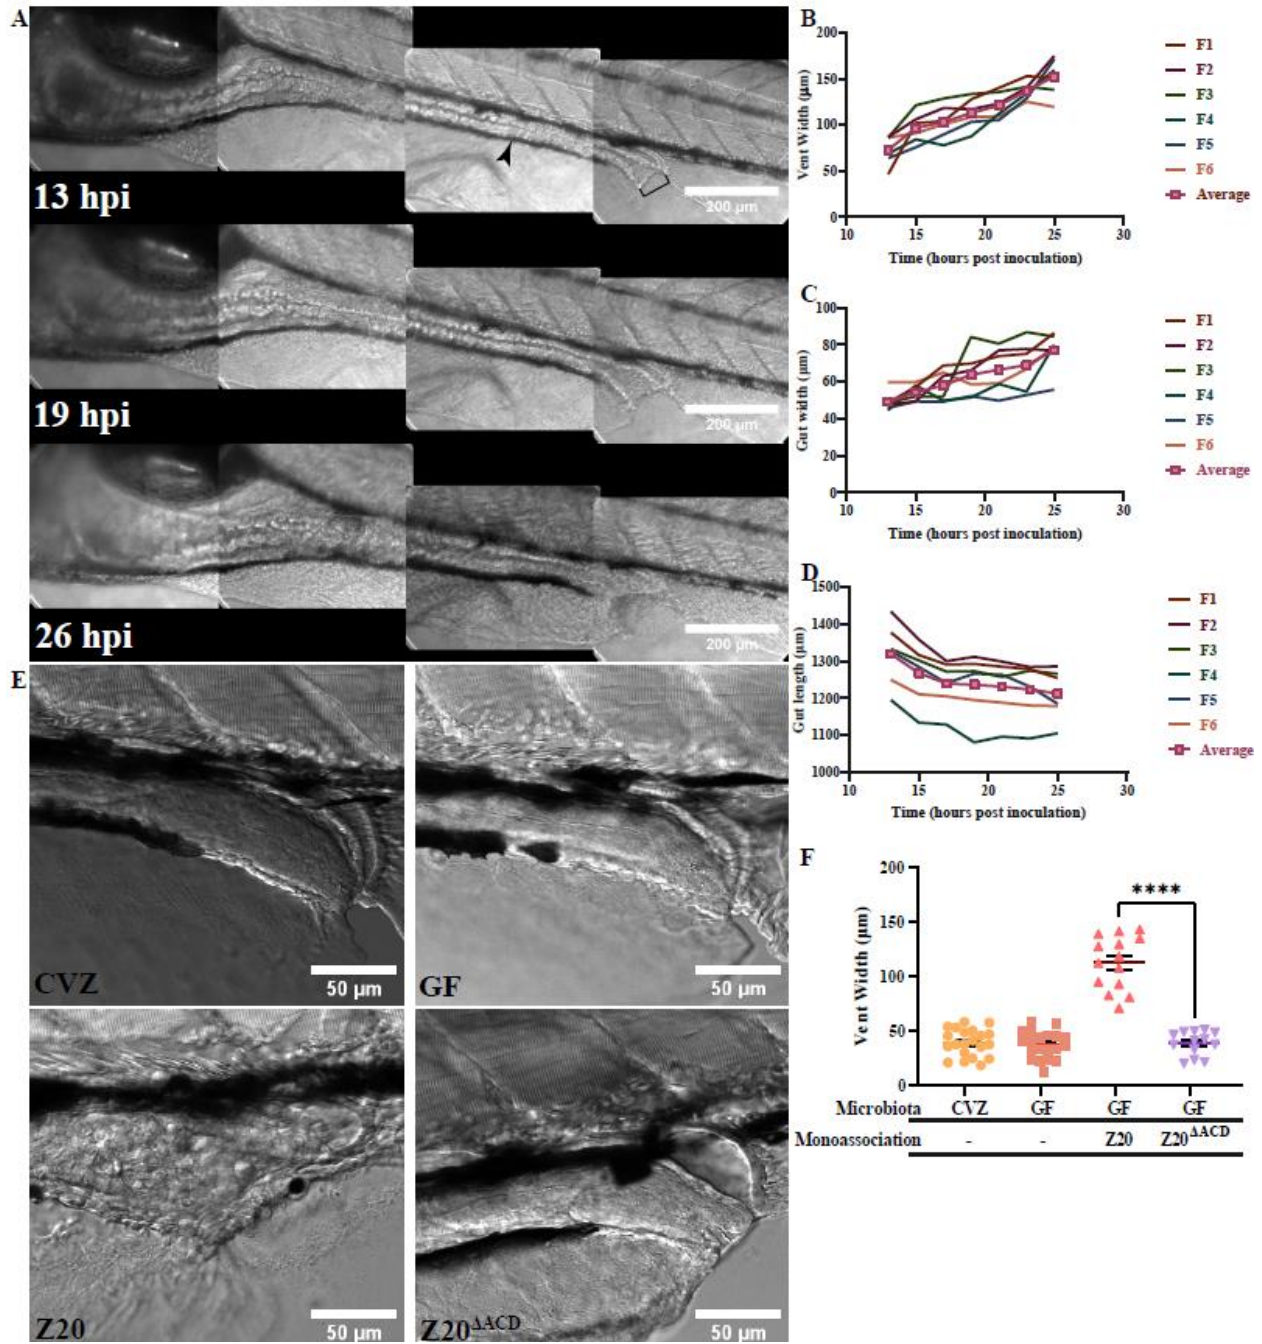 A
13 hpi
200 µm
19 hpi
200 µm
26 hpi
200 µm
B
Vent Width (µm)
200
150
100
50
0
10 15 20 25 30
Time (hours post inoculation)
F1
F2
F3
F4
F5
F6
Average
C
Gut width (µm)
100
80
60
40
20
0
10 15 20 25 30
Time (hours post inoculation)
F1
F2
F3
F4
F5
F6
Average
D
Gut length (µm)
1500
1400
1300
1200
1100
1000
10 15 20 25 30
Time (hours post inoculation)
F1
F2
F3
F4
F5
F6
Average
E
CVZ
50 µm
GF
50 µm
Z20
50 µm
Z20ΔACD
50 µm
F
Vent Width (µm)
200
150
100
50
0
****
Microbiota CVZ GF GF GF
Monoassociation - - Z20 Z20ΔACD